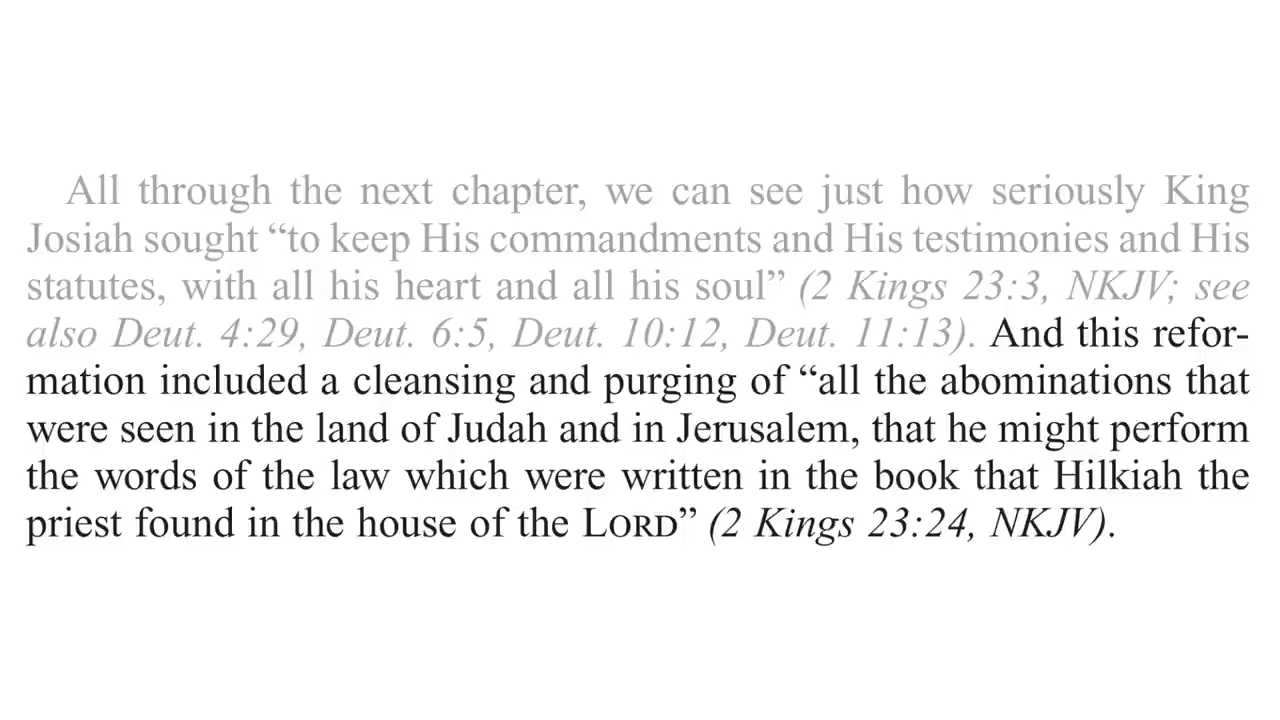 All through the next chapter, we can see just how seriously King
Josiah sought “to keep His commandments and His testimonies and His
statutes, with all his heart and all his soul” (2 Kings 23:3, NKJV; see
also Deut. 4:29, Deut. 6:5, Deut. 10:12, Deut. 11:13). And this refor-
mation included a cleansing and purging of “all the abominations that
were seen in the land of Judah and in Jerusalem, that he might perform
the words of the law which were written in the book that Hilkiah the
priest found in the house of the LORD” (2 Kings 23:24, NKJV).